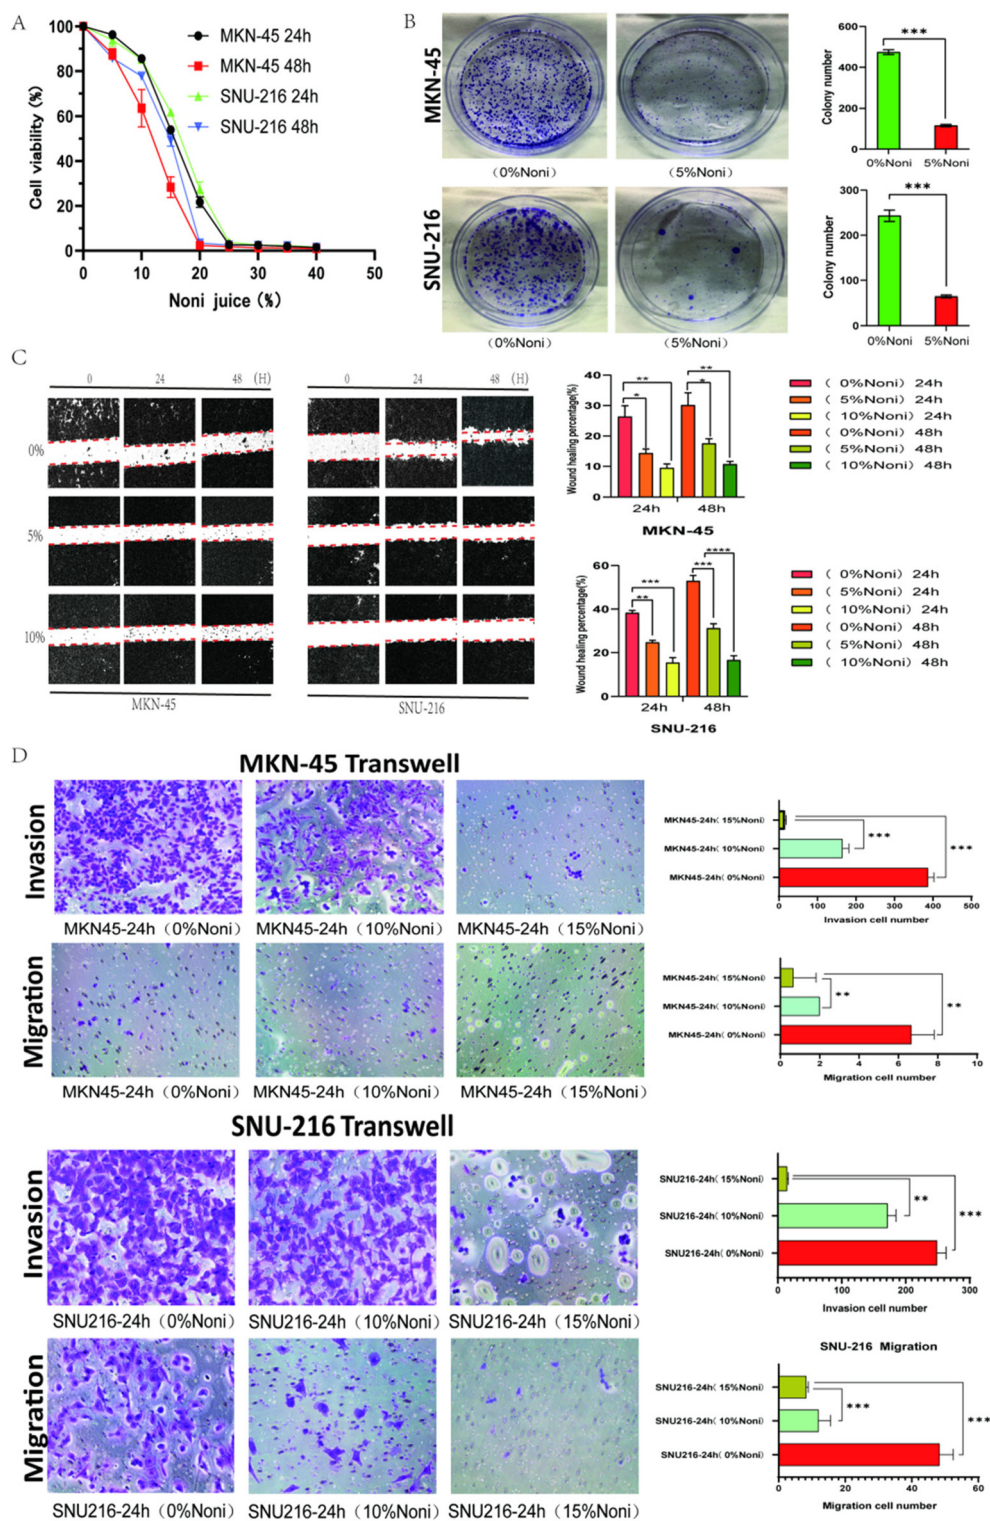 A
100
80
60
40
20
0
Cell viability (%)
0 10 20 30 40 50
Noni juice (%)
MKN-45 24h
MKN-45 48h
SNU-216 24h
SNU-216 48h
B
MKN-45
(0%Noni)
(5%Noni)
600
400
200
0
Colony number
***
0%Noni 5%Noni
SNU-216
(0%Noni)
(5%Noni)
300
200
100
0
Colony number
***
0%Noni 5%Noni
C
0 24 48 (H)
0 24 48 (H)
0%
5%
10%
MKN-45
SNU-216
40
30
20
10
0
Wound healing percentage(%)
** * ** *
24h 48h
MKN-45
( 0%Noni) 24h
( 5%Noni) 24h
( 10%Noni) 24h
( 0%Noni) 48h
( 5%Noni) 48h
( 10%Noni) 48h
60
40
20
0
Wound healing percentage(%)
*** ** **** ***
24h 48h
SNU-216
( 0%Noni) 24h
( 5%Noni) 24h
( 10%Noni) 24h
( 0%Noni) 48h
( 5%Noni) 48h
( 10%Noni) 48h
D
MKN-45 Transwell
Invasion
MKN45-24h (0%Noni) MKN45-24h (10%Noni) MKN45-24h (15%Noni)
MKN45-24h( 15%Noni)
MKN45-24h( 10%Noni)
MKN45-24h( 0%Noni)
*** ***
0 100 200 300 400 500
Invasion cell number
Migration
MKN45-24h (0%Noni) MKN45-24h (10%Noni) MKN45-24h (15%Noni)
MKN45-24h( 15%Noni)
MKN45-24h( 10%Noni)
MKN45-24h( 0%Noni)
** **
0 2 4 6 8 10
Migration cell number
SNU-216 Transwell
Invasion
SNU216-24h (0%Noni) SNU216-24h (10%Noni) SNU216-24h (15%Noni)
SNU216-24h( 15%Noni)
SNU216-24h( 10%Noni)
SNU216-24h( 0%Noni)
** ***
0 100 200 300
Invasion cell number
Migration
SNU216-24h (0%Noni) SNU216-24h (10%Noni) SNU216-24h (15%Noni)
SNU-216 Migration
SNU216-24h( 15%Noni)
SNU216-24h( 10%Noni)
SNU216-24h( 0%Noni)
*** ***
0 20 40 60
Migration cell number